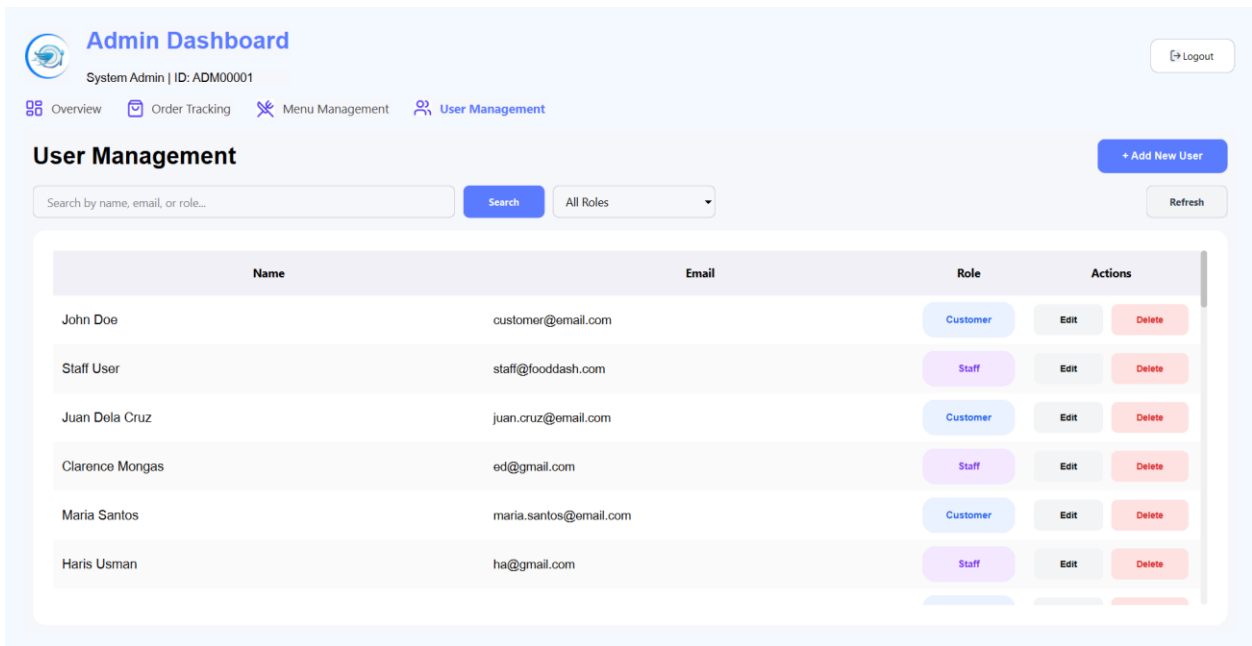 Admin Dashboard
System Admin | ID: ADM00001
Logout
Overview Order Tracking Menu Management User Management
User Management
+ Add New User
Search by name, email, or role... Search All Roles Refresh
Name Email Role Actions
John Doe customer@email.com Customer Edit Delete
Staff User staff@fooddash.com Staff Edit Delete
Juan Dela Cruz juan.cruz@email.com Customer Edit Delete
Clarence Mongas ed@gmail.com Staff Edit Delete
Maria Santos maria.santos@email.com Customer Edit Delete
Haris Usman ha@gmail.com Staff Edit Delete